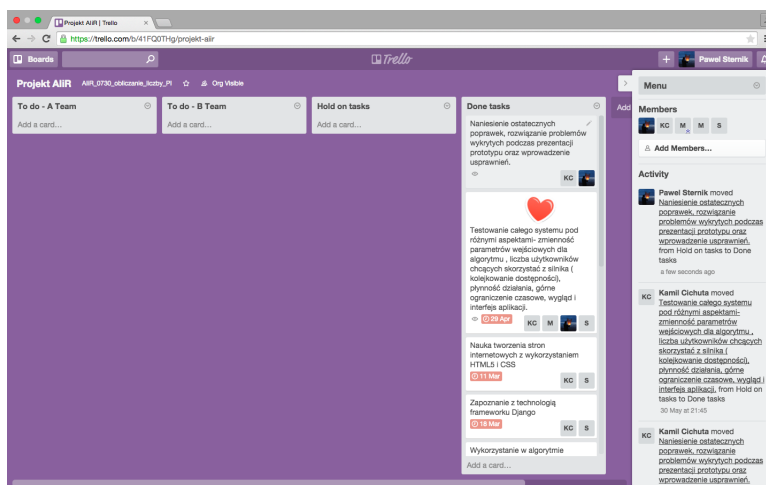 Projekt AliR | Trello
https://trello.com/b/41FQ0THg/projekt-alir
Boards
Trello
Pawel Sternik
Projekt AliR
AliR_0730_obliczanie_liczby_PI
Org Visible
To do - A Team
Add a card...
To do - B Team
Add a card...
Hold on tasks
Add a card...
Done tasks
Naniesienie ostatecznych
poprawek, rozwiązanie problemów
wykrytych podczas prezentacji
prototypu oraz wprowadzenie
usprawnień.
KC
Testowanie całego systemu pod
różnymi aspektami- zmienność
parametrów wejściowych dla
algorytmu , liczba użytkowników
chcących skorzystać z silnika (
kolejkowanie dostępności),
płynność działania, górne
ograniczenie czasowe, wygląd i
interfejs aplikacji.
29 Apr
KC M S
Nauka tworzenia stron
internetowych z wykorzystaniem
HTML5 i CSS
11 Mar
KC S
Zapoznanie z technologią
frameworku Django
18 Mar
KC S
Wykorzystanie w algorytmie
Add a card...
Add
Menu
Members
KC M M S
Add Members...
Activity
Pawel Sternik moved
Naniesienie ostatecznych
poprawek, rozwiązanie
problemów wykrytych podczas
prezentacji prototypu oraz
wprowadzenie usprawnień.
from Hold on tasks to Done
tasks
a few seconds ago
KC
Kamil Cichuta moved
Testowanie całego systemu
pod różnymi aspektami-
zmienność parametrów
wejściowych dla algorytmu ,
liczba użytkowników chcących
skorzystać z silnika (
kolejkowanie dostępności),
płynność działania, górne
ograniczenie czasowe, wygląd i
interfejs aplikacji. from Hold on
tasks to Done tasks
30 May at 21:45
KC
Kamil Cichuta moved
Naniesienie ostatecznych
poprawek, rozwiązanie
problemów wykrytych podczas
prezentacji prototypu oraz
wprowadzenie usprawnień.